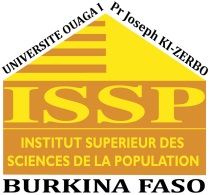 UNIVERSITE OUAGA I
Pr Joseph KI-ZERBO
ISSP
INSTITUT SUPERIEUR DES
SCIENCES DE LA POPULATION
BURKINA FASO